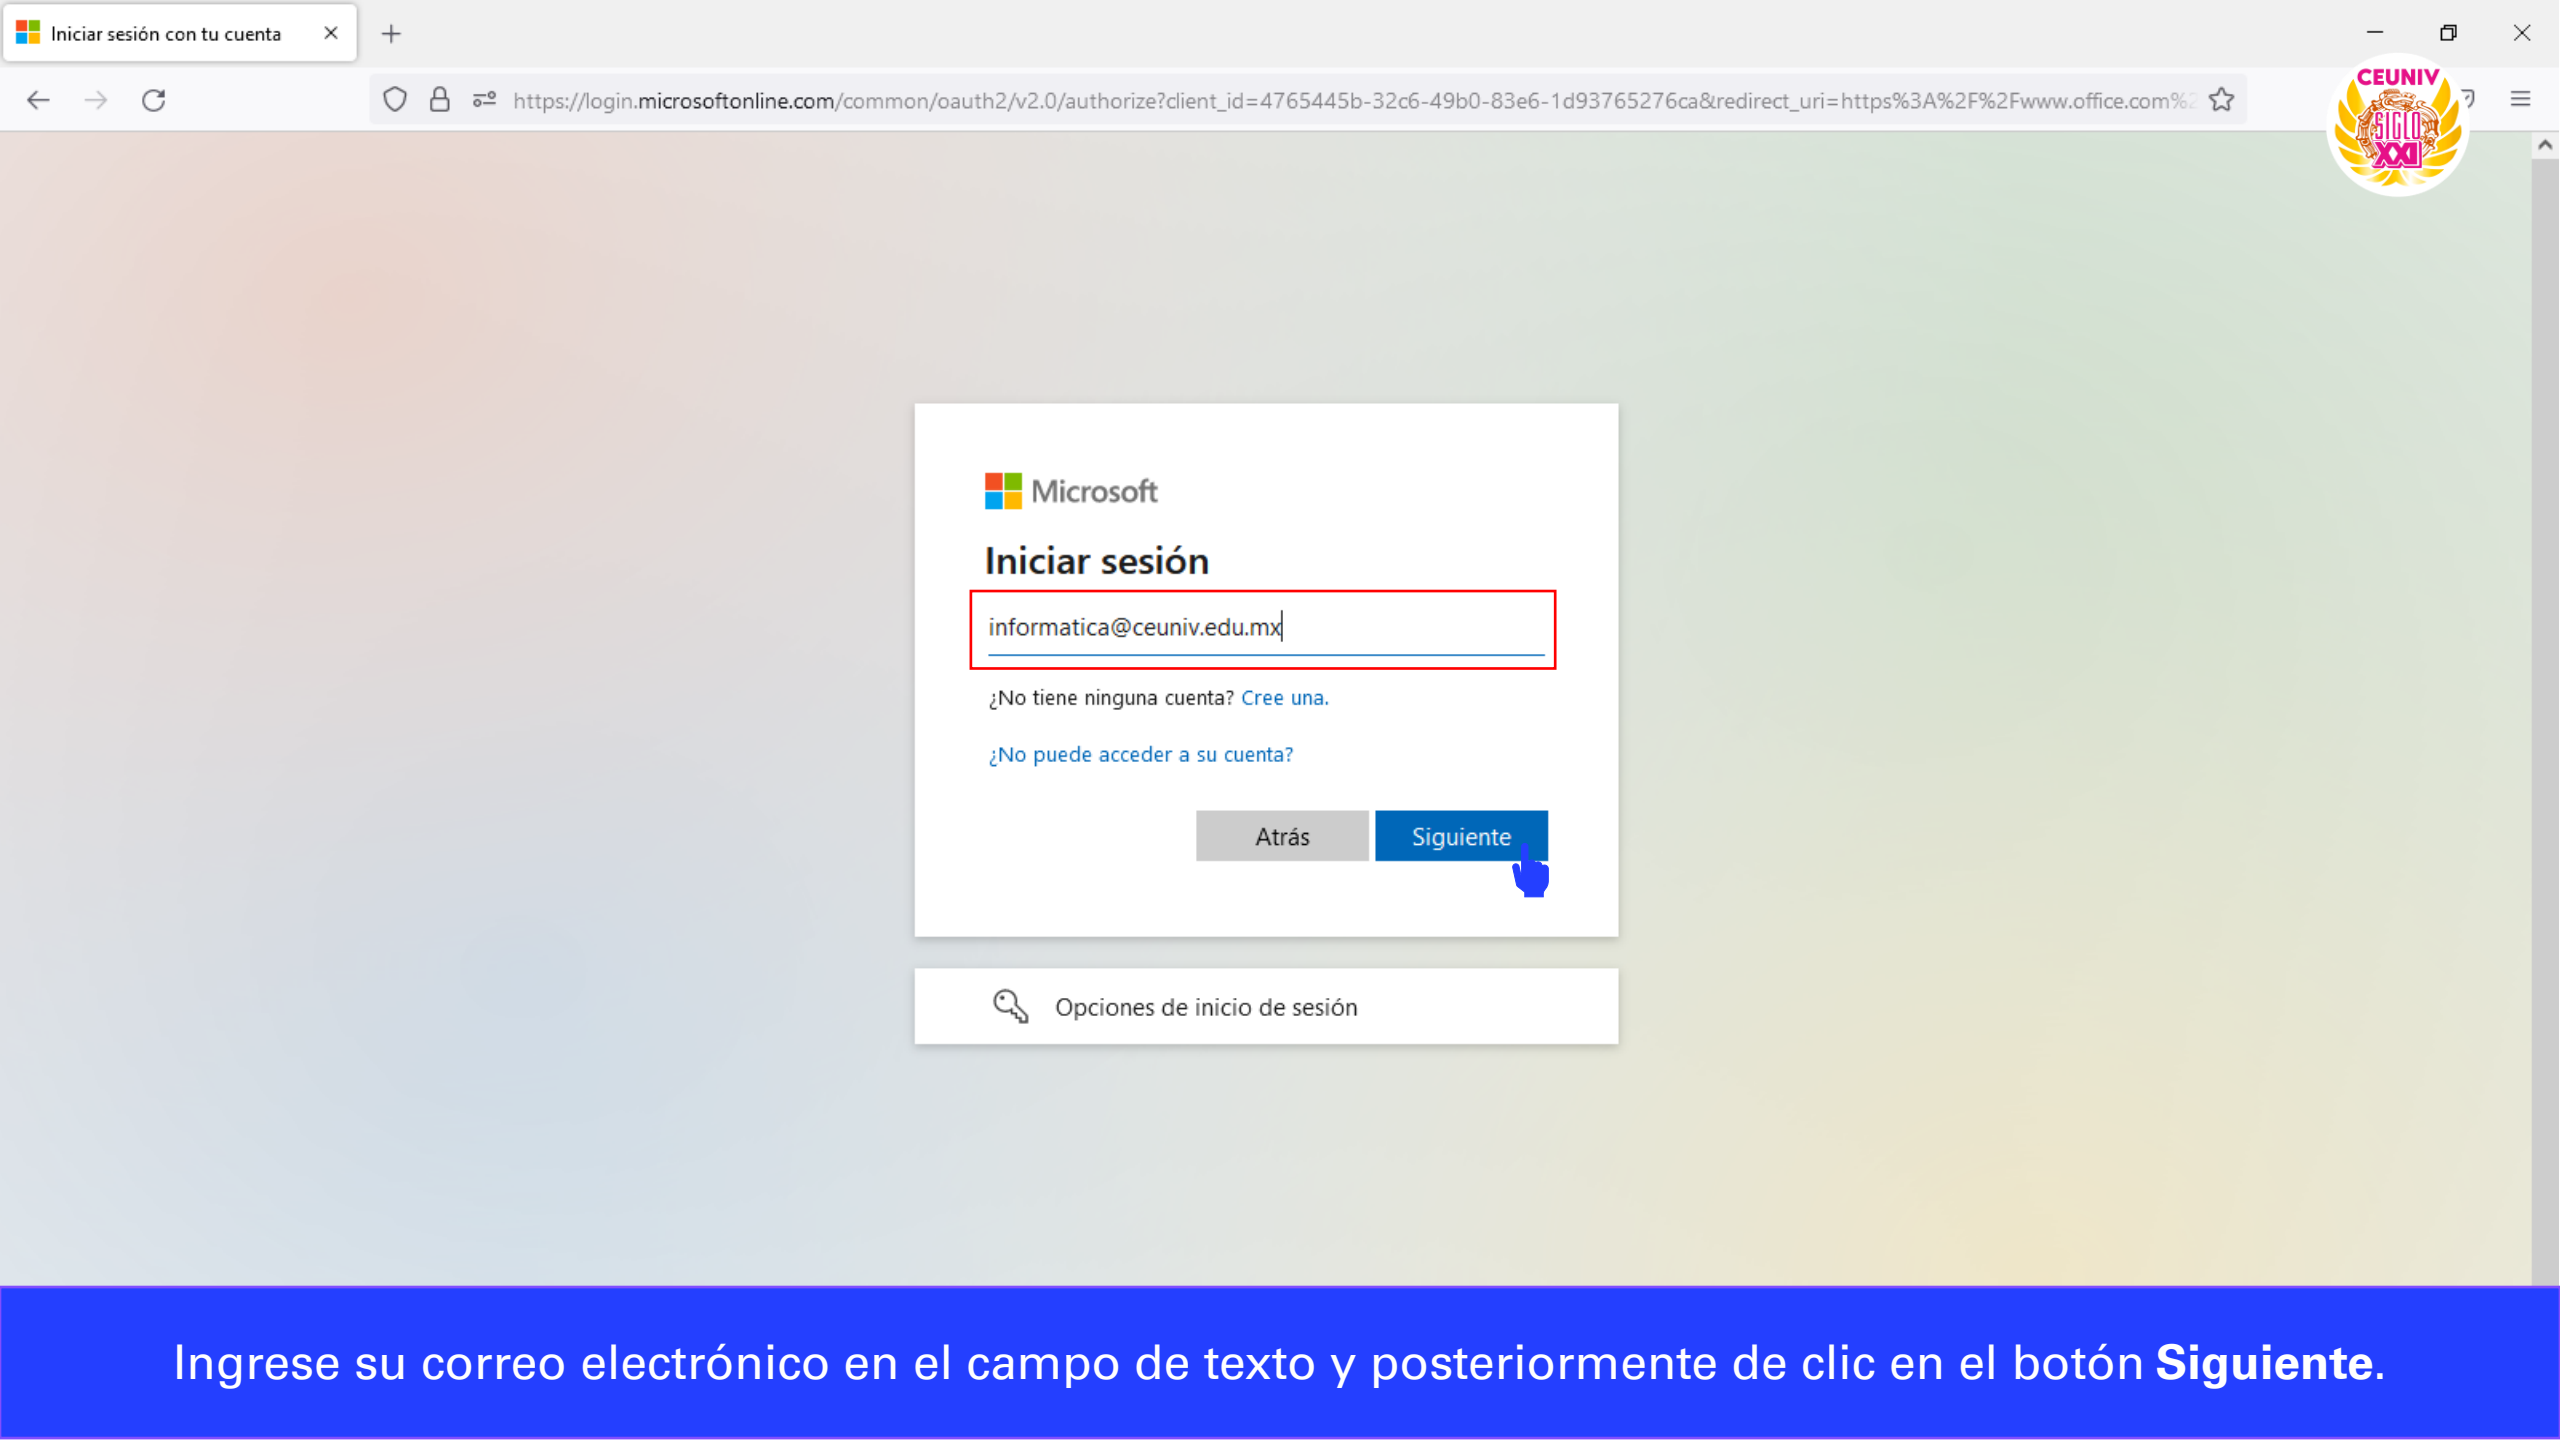 Iniciar sesión con tu cuenta
https://login.microsoftonline.com/common/oauth2/v2.0/authorize?client_id=4765445b-32c6-49b0-83e6-1d93765276ca&redirect_uri=https%3A%2F%2Fwww.office.com%2
CEUNIV
SIGLO
XXI
Microsoft
Iniciar sesión
informatica@ceuniv.edu.mx
¿No tiene ninguna cuenta? Cree una.
¿No puede acceder a su cuenta?
Atrás Siguiente
Opciones de inicio de sesión
Ingrese su correo electrónico en el campo de texto y posteriormente de clic en el botón Siguiente.